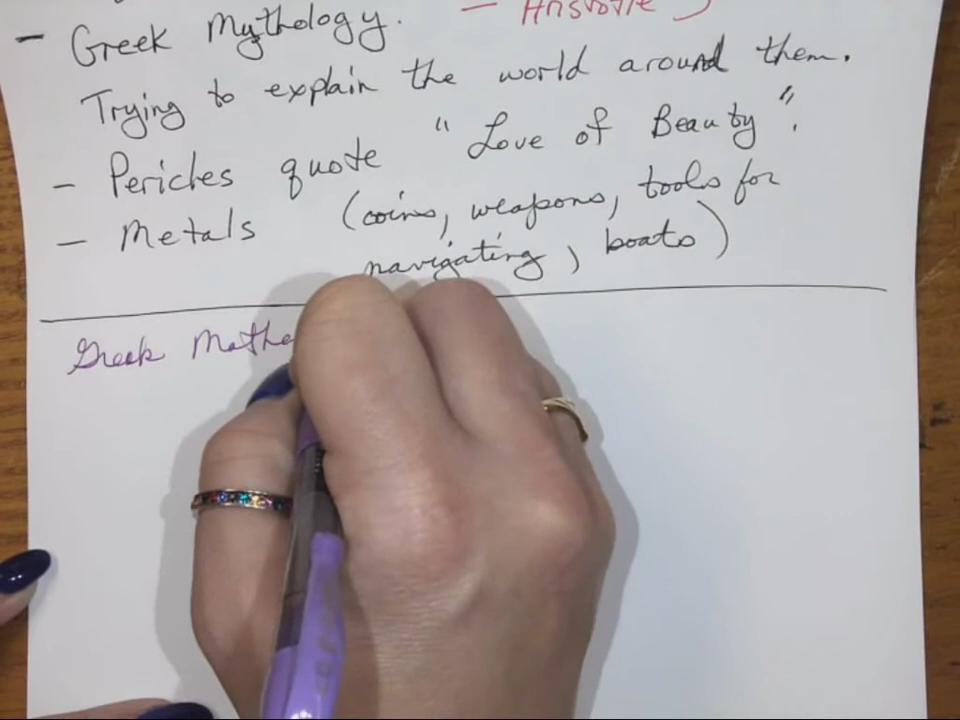 - Greek Mythology. - Aristotle
Trying to explain the world around them.
- Pericles quote "Love of Beauty".
- Metals (coins, weapons, tools for
navigating, boats)
Greek Mathe